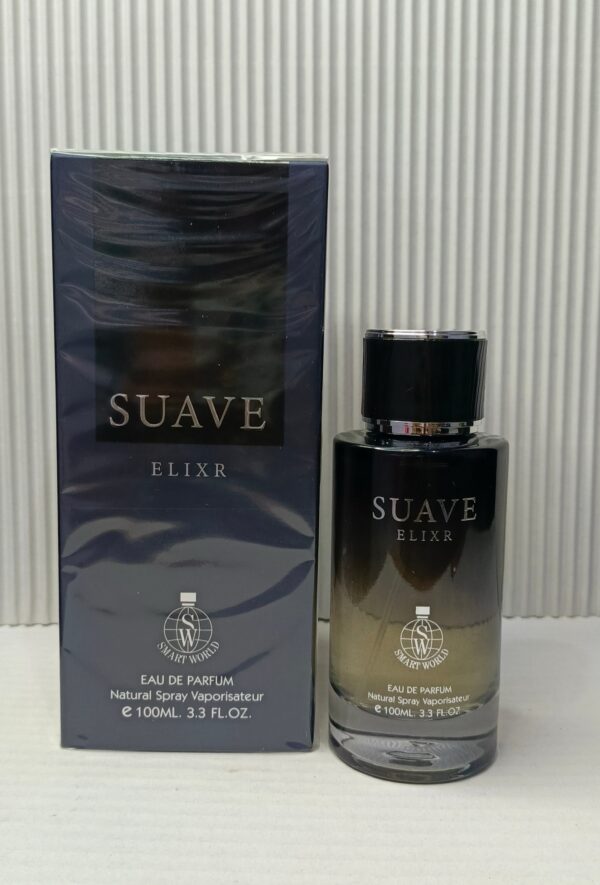 SUAVE
ELIXR
SW
SMART WORLD
EAU DE PARFUM
Natural Spray Vaporisateur
e 100ML. 3.3 FL.OZ.
SUAVE
ELIXR
SW
SMART WORLD
EAU DE PARFUM
Natural Spray Vaporisateur
e 100ML. 3.3 FL.OZ.